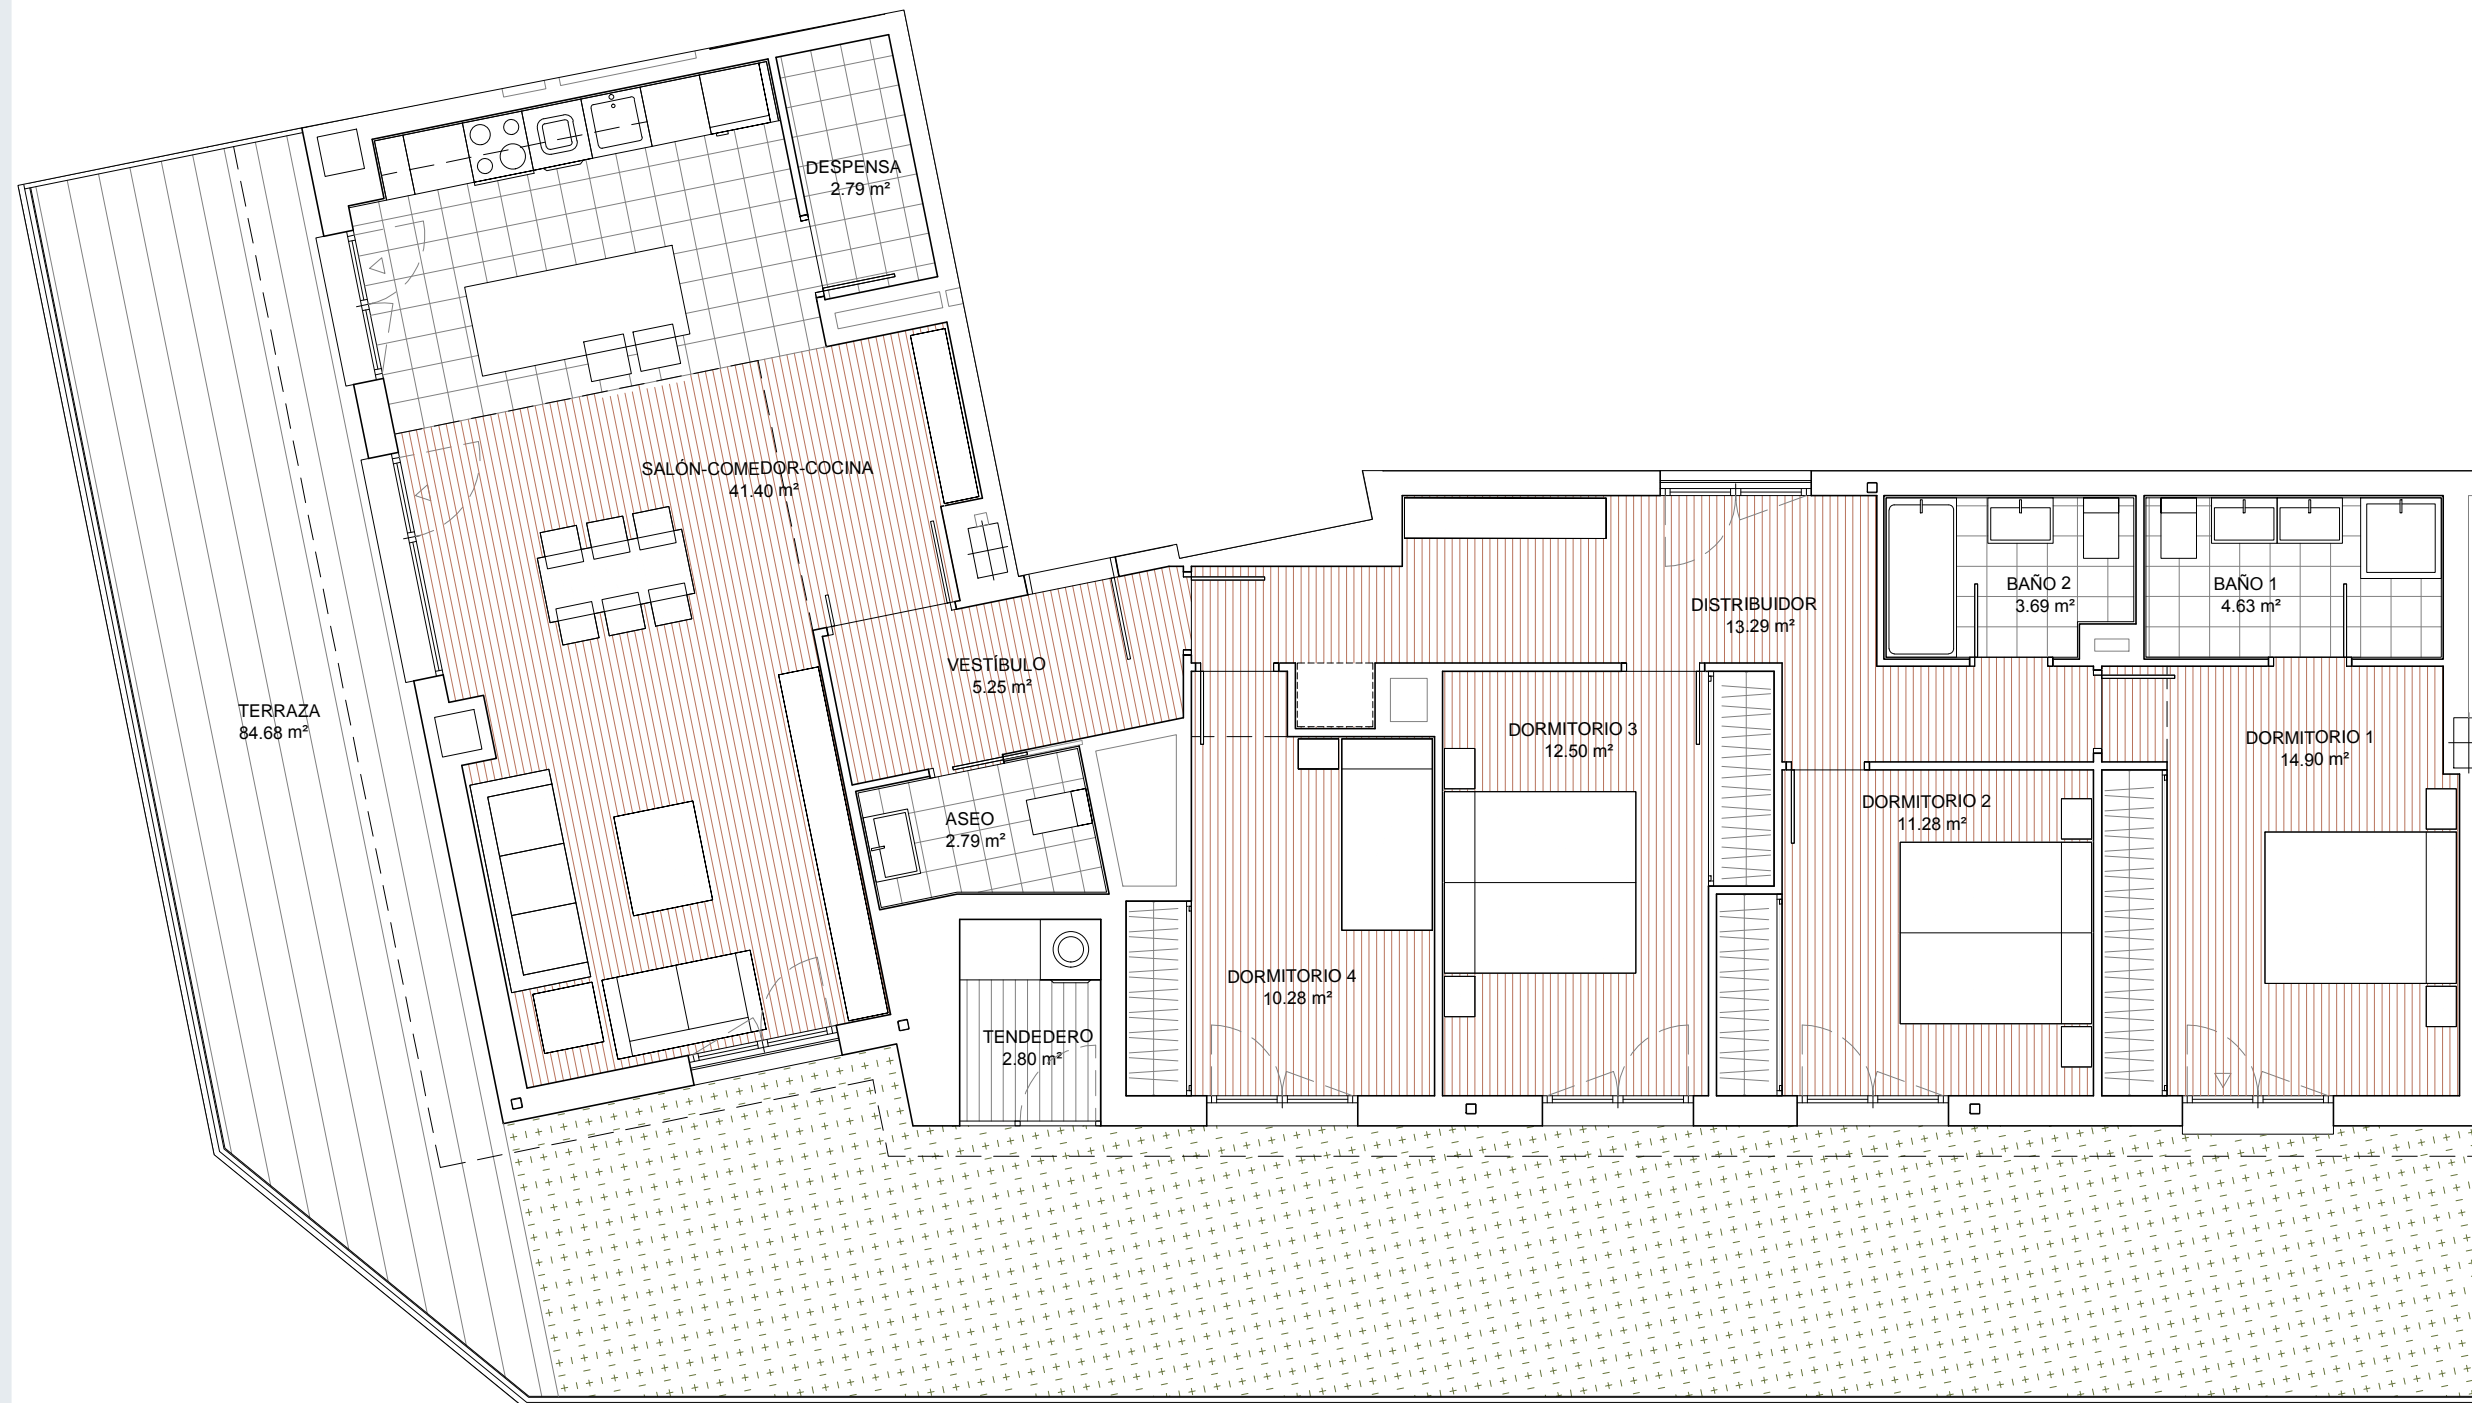 DESPENSA
2.79 m²
SALÓN-COMEDOR-COCINA
41.40 m²
TERRAZA
84.68 m²
VESTÍBULO
5.25 m²
ASEO
2.79 m²
TENDEDERO
2.80 m²
DISTRIBUIDOR
13.29 m²
BAÑO 2
3.69 m²
BAÑO 1
4.63 m²
DORMITORIO 4
10.28 m²
DORMITORIO 3
12.50 m²
DORMITORIO 2
11.28 m²
DORMITORIO 1
14.90 m²